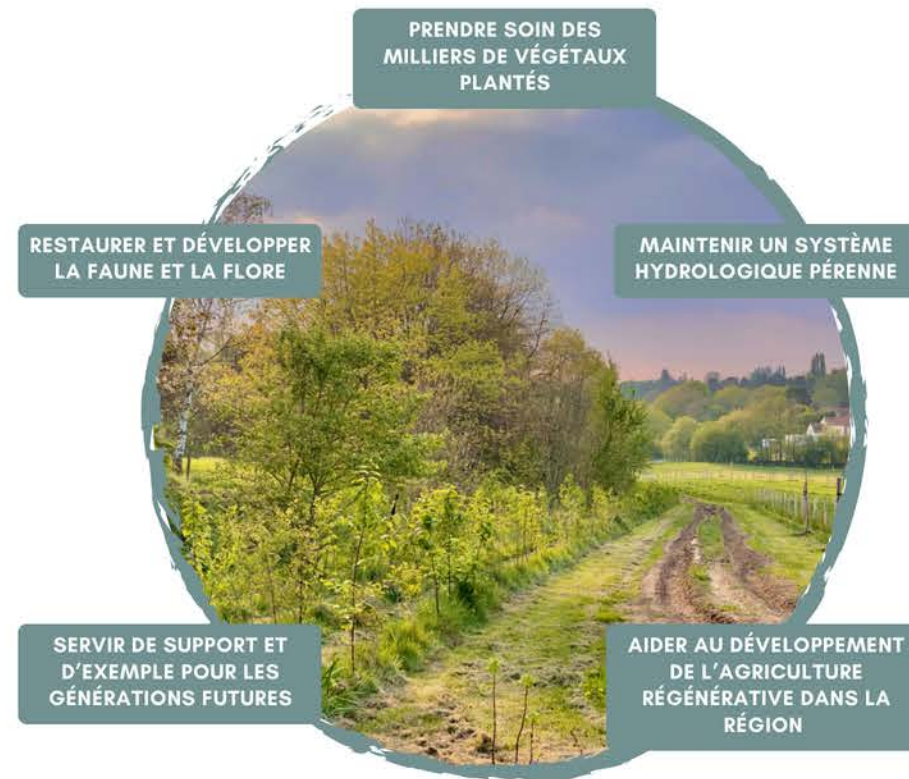 PRENDRE SOIN DES
MILLIERS DE VÉGÉTAUX
PLANTÉS
RESTAURER ET DÉVELOPPER
LA FAUNE ET LA FLORE
MAINTENIR UN SYSTÈME
HYDROLOGIQUE PÉRENNE
SERVIR DE SUPPORT ET
D'EXEMPLE POUR LES
GÉNÉRATIONS FUTURES
AIDER AU DÉVELOPPEMENT
DE L'AGRICULTURE
RÉGÉNÉRATIVE DANS LA
RÉGION